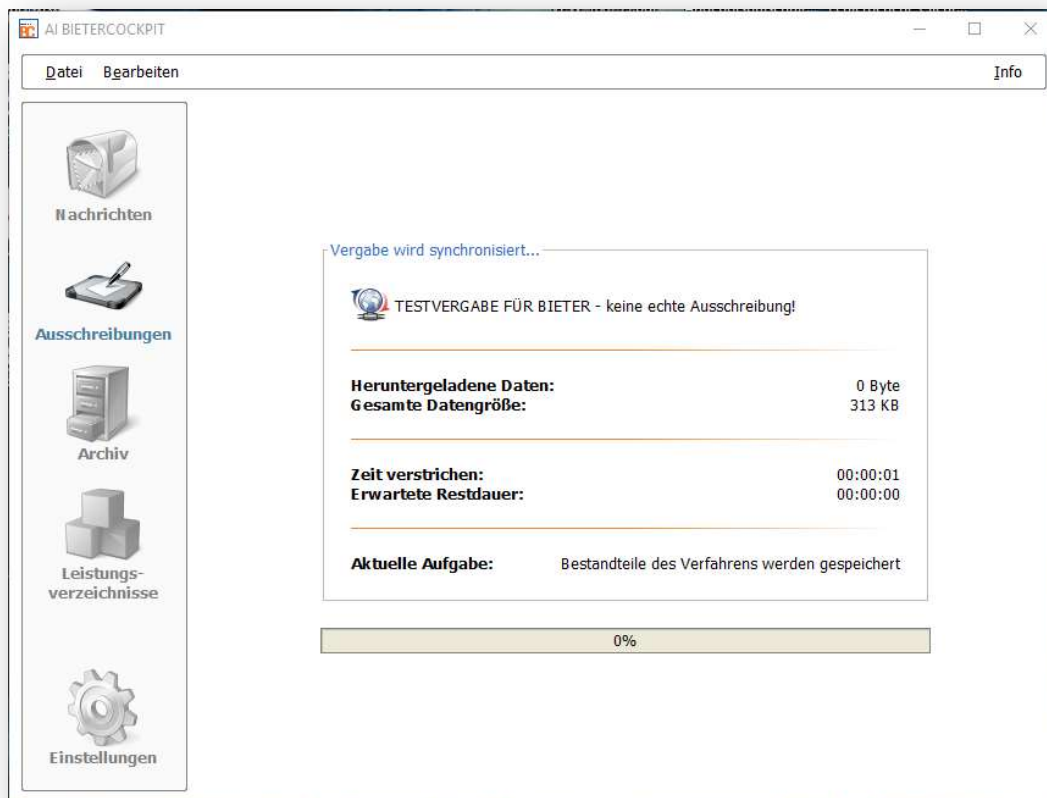 AI BIETERCOCKPIT
Datei Bearbeiten Info
Nachrichten
Ausschreibungen
Archiv
Leistungs-
verzeichnisse
Einstellungen
Vergabe wird synchronisiert...
TESTVERGABE FÜR BIETER - keine echte Ausschreibung!
Heruntergeladene Daten: 0 Byte
Gesamte Datengröße: 313 KB
Zeit verstrichen: 00:00:01
Erwartete Restdauer: 00:00:00
Aktuelle Aufgabe: Bestandteile des Verfahrens werden gespeichert
0%